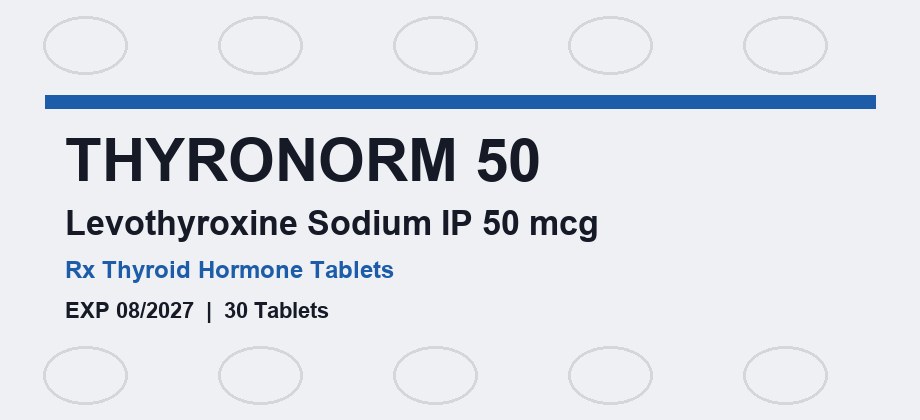 THYRONORM 50
Levothyroxine Sodium IP 50 mcg
Rx Thyroid Hormone Tablets
EXP 08/2027 | 30 Tablets